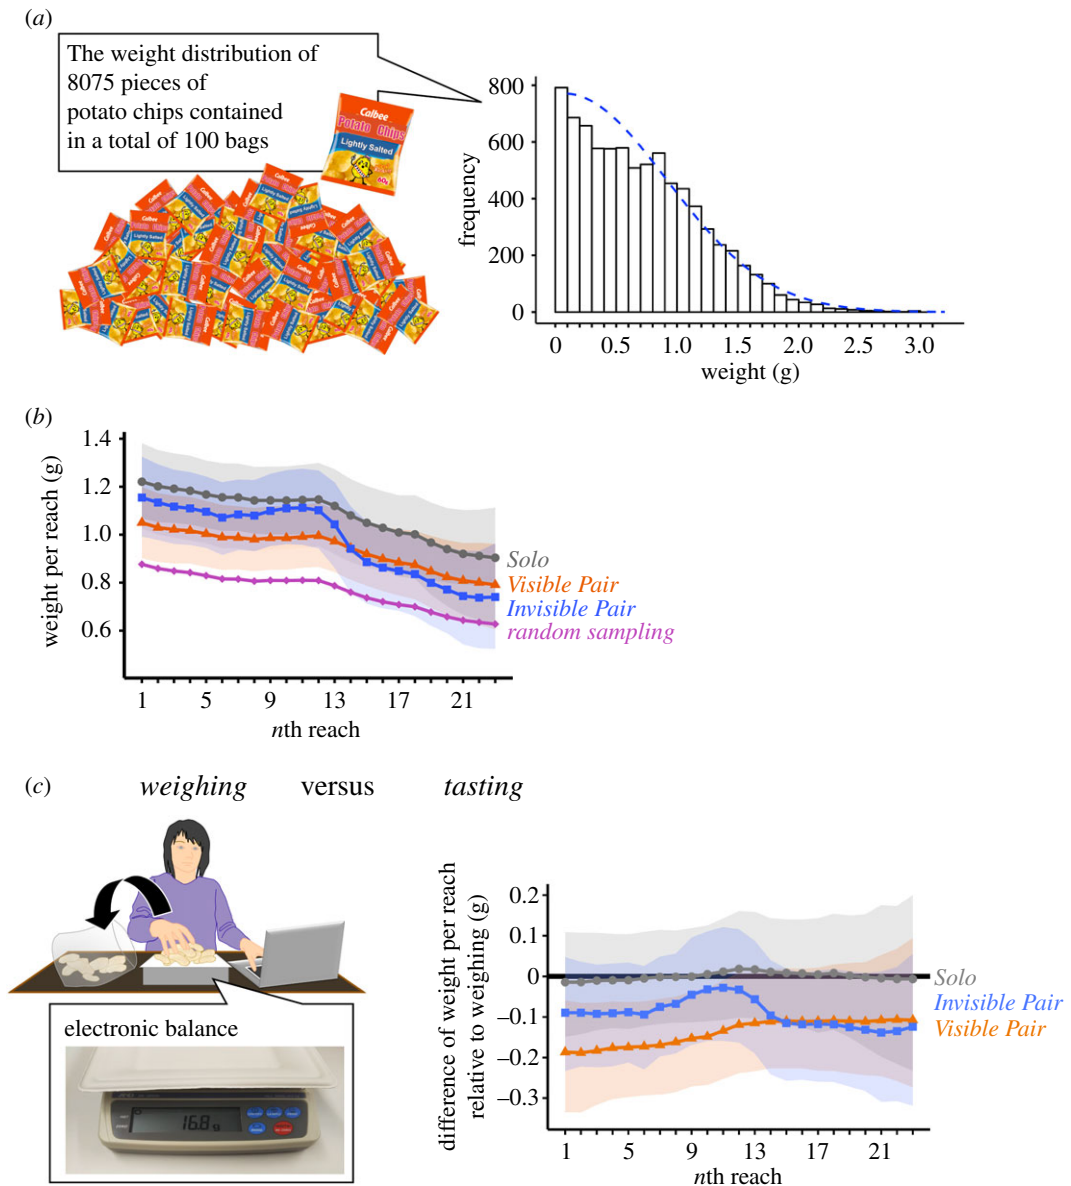 (a)
The weight distribution of
8075 pieces of
potato chips contained
in a total of 100 bags
Calbee
Potato Chips
Lightly Salted
60g
frequency
800
600
400
200
0
0 0.5 1.0 1.5 2.0 2.5 3.0
weight (g)
(b)
weight per reach (g)
1.4
1.2
1.0
0.8
0.6
Solo
Visible Pair
Invisible Pair
random sampling
1 5 9 13 17 21
nth reach
(c) weighing versus tasting
electronic balance
16.8 g
difference of weight per reach
relative to weighing (g)
0.2
0.1
0
−0.1
−0.2
−0.3
Solo
Invisible Pair
Visible Pair
1 5 9 13 17 21
nth reach